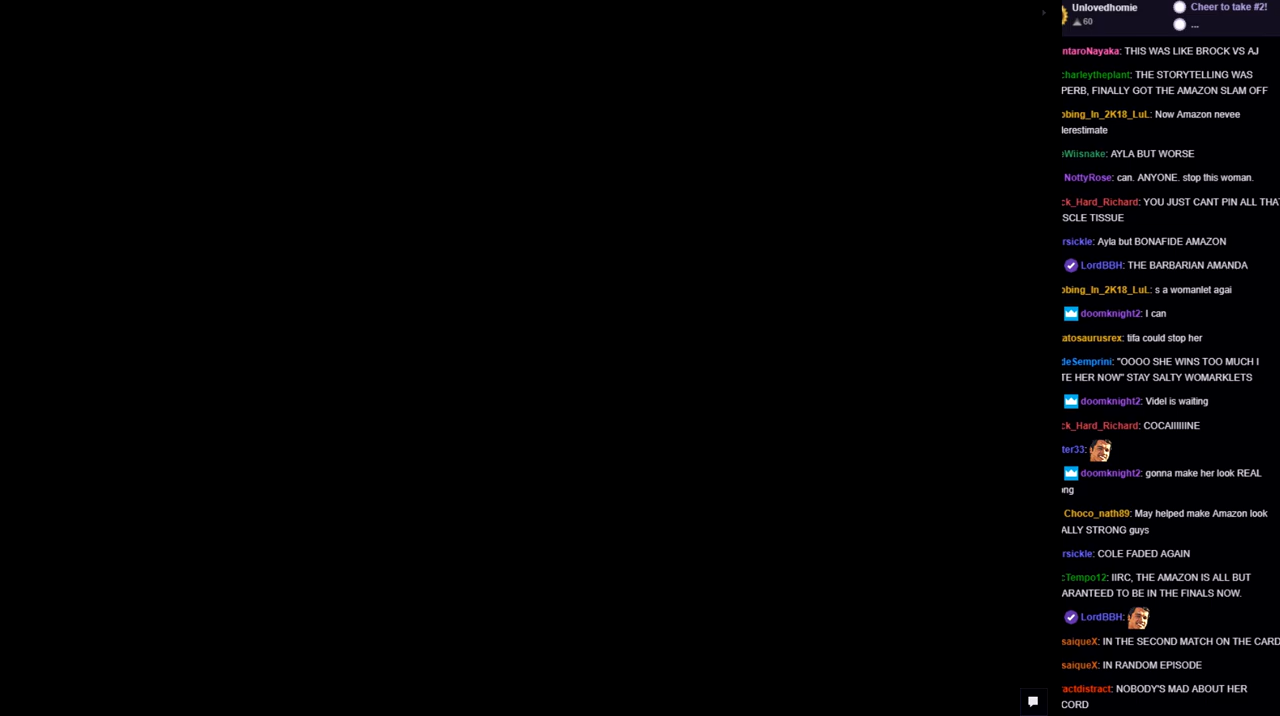 Unlovedhomie
60
Cheer to take #2!
...
ntaroNayaka: THIS WAS LIKE BROCK VS AJ
charleytheplant: THE STORYTELLING WAS
PERB, FINALLY GOT THE AMAZON SLAM OFF
bbing_In_2K18_LuL: Now Amazon nevee
lerestimate
eWiisnake: AYLA BUT WORSE
NottyRose: can. ANYONE. stop this woman.
ck_Hard_Richard: YOU JUST CANT PIN ALL THAT
SCLE TISSUE
rsickle: Ayla but BONAFIDE AMAZON
LordBBH: THE BARBARIAN AMANDA
bbing_In_2K18_LuL: s a womanlet agai
doomknight2: I can
atosaurusrex: tifa could stop her
deSemprini: "OOOO SHE WINS TOO MUCH I
TE HER NOW" STAY SALTY WOMARKLETS
doomknight2: Videl is waiting
ck_Hard_Richard: COCAIIIIIINE
ter33:
doomknight2: gonna make her look REAL
ong
Choco_nath89: May helped make Amazon look
ALLY STRONG guys
rsickle: COLE FADED AGAIN
cTempo12: IIRC, THE AMAZON IS ALL BUT
ARANTEED TO BE IN THE FINALS NOW.
LordBBH:
saiqueX: IN THE SECOND MATCH ON THE CARD
saiqueX: IN RANDOM EPISODE
actdistract: NOBODY'S MAD ABOUT HER
CORD